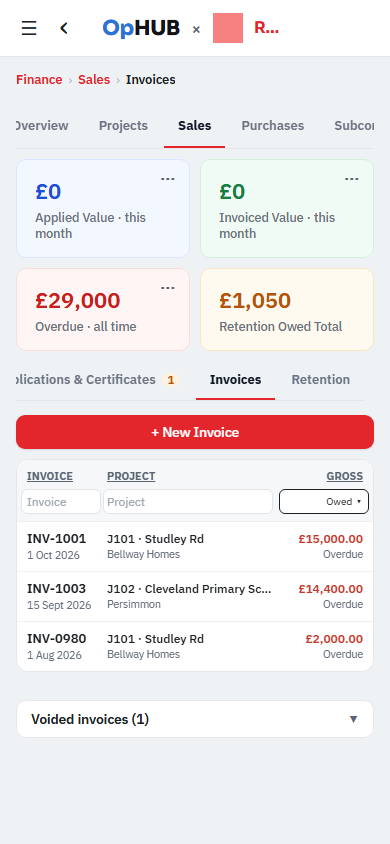 OpHUB × R...
Finance › Sales › Invoices
Overview Projects Sales Purchases Subcor
£0
Applied Value · this
month
£0
Invoiced Value · this
month
£29,000
Overdue · all time
£1,050
Retention Owed Total
plications & Certificates 1 Invoices Retention
+ New Invoice
INVOICE PROJECT GROSS
Invoice Project Owed
INV-1001 J101 · Studley Rd £15,000.00
1 Oct 2026 Bellway Homes Overdue
INV-1003 J102 · Cleveland Primary Sc... £14,400.00
15 Sept 2026 Persimmon Overdue
INV-0980 J101 · Studley Rd £2,000.00
1 Aug 2026 Bellway Homes Overdue
Voided invoices (1)